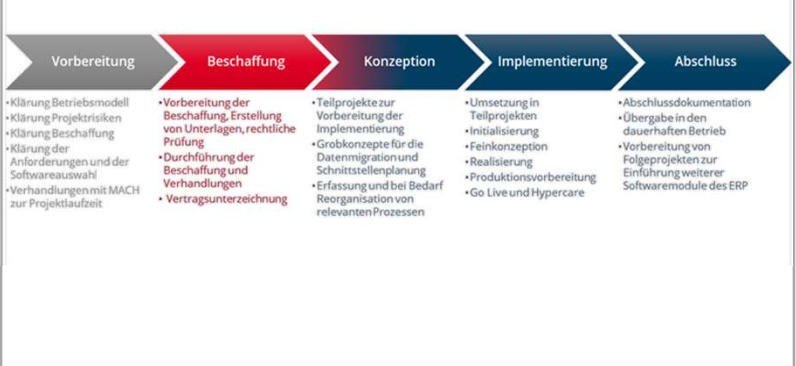 Vorbereitung
Beschaffung
Konzeption
Implementierung
Abschluss
▪Klärung Betriebsmodell
▪Klärung Projektrisiken
▪Klärung Beschaffung
▪Klärung der
Anforderungen und der
Softwareauswahl
▪Verhandlungen mit MACH
zur Projektlaufzeit
▪Vorbereitung der
Beschaffung, Erstellung
von Unterlagen, rechtliche
Prüfung
▪Durchführung der
Beschaffung und
Verhandlungen
▪ Vertragsunterzeichnung
▪Teilprojekte zur
Vorbereitung der
Implementierung
▪Grobkonzepte für die
Datenmigration und
Schnittstellenplanung
▪Erfassung und bei Bedarf
Reorganisation von
relevanten Prozessen
▪Umsetzung in
Teilprojekten
▪Initialisierung
▪Feinkonzeption
▪Realisierung
▪Produktionsvorbereitung
▪Go Live und Hypercare
▪Abschlussdokumentation
▪Übergabe in den
dauerhaften Betrieb
▪Vorbereitung von
Folgeprojekten zur
Einführung weiterer
Softwaremodule des ERP